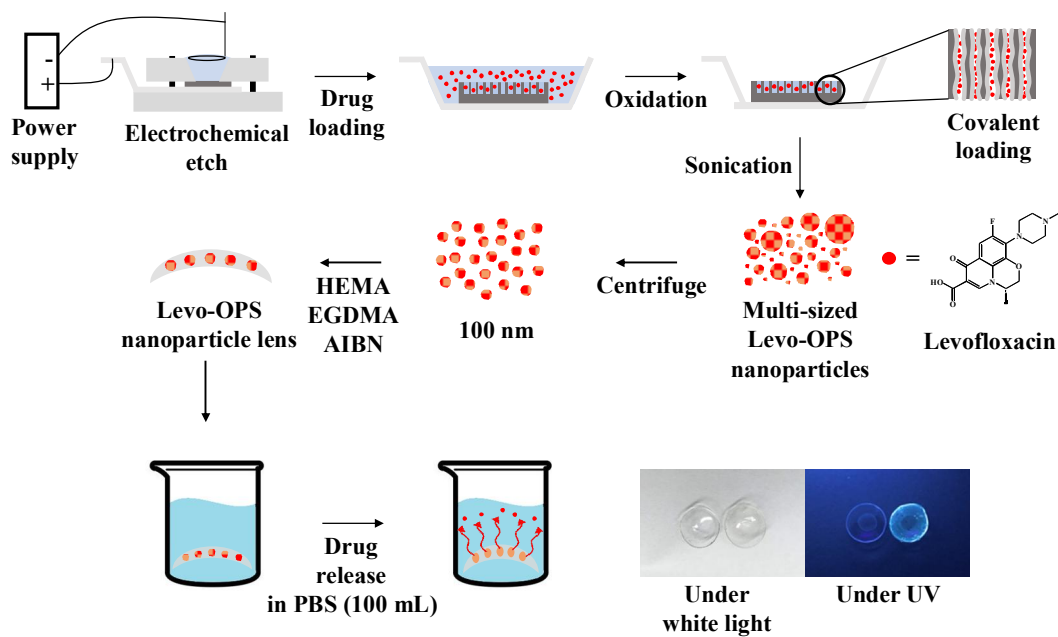 -
+
Power
supply
Electrochemical
etch
Drug
loading
Oxidation
Covalent
loading
Sonication
Levo-OPS
nanoparticle lens
HEMA
EGDMA
AIBN
100 nm
Centrifuge
Multi-sized
Levo-OPS
nanoparticles
=
F
N
N
O
O
N
HO
O
Levofloxacin
Drug
release
in PBS (100 mL)
Under
white light
Under UV